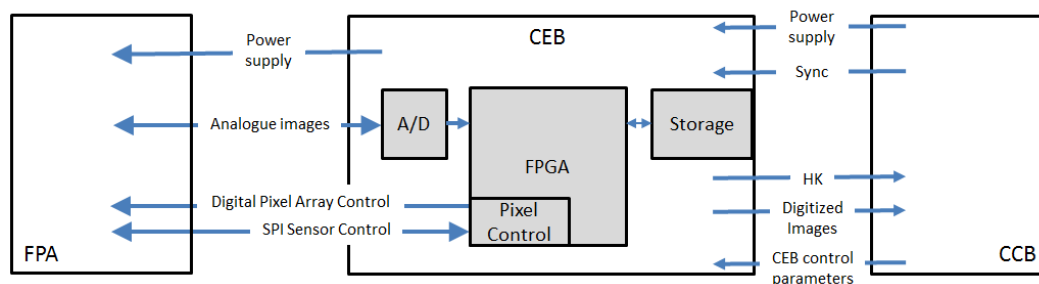 Power
supply
CEB
Power
supply
Sync
Analogue images
A/D
FPGA
Storage
HK
Digital Pixel Array Control
Pixel
Control
Digitized
Images
SPI Sensor Control
FPA
CEB control
parameters
CCB